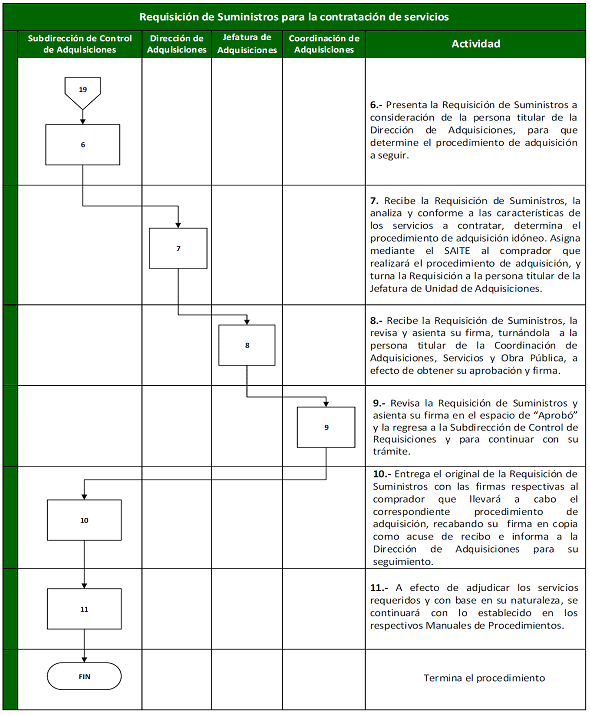 Requisición de Suministros para la contratación de servicios
Subdirección de Control
de Adquisiciones
Dirección de
Adquisiciones
Jefatura de
Adquisiciones
Coordinación de
Adquisiciones
Actividad
19
6
6.- Presenta la Requisición de Suministros a
consideración de la persona titular de la
Dirección de Adquisiciones, para que
determine el procedimiento de adquisición
a seguir.
7
7. Recibe la Requisición de Suministros, la
analiza y conforme a las características de
los servicios a contratar, determina el
procedimiento de adquisición idóneo. Asigna
mediante el SAITE al comprador que
realizará el procedimiento de adquisición, y
turna la Requisición a la persona titular de la
Jefatura de Unidad de Adquisiciones.
8
8.- Recibe la Requisición de Suministros, la
revisa y asienta su firma, turnándola a la
persona titular de la Coordinación de
Adquisiciones, Servicios y Obra Pública, a
efecto de obtener su aprobación y firma.
9
9.- Revisa la Requisición de Suministros y
asienta su firma en el espacio de “Aprobó”
y la regresa a la Subdirección de Control de
Requisiciones y para continuar con su
trámite.
10
10.- Entrega el original de la Requisición de
Suministros con las firmas respectivas al
comprador que llevará a cabo el
correspondiente procedimiento de
adquisición, recabando su firma en copia
como acuse de recibo e informa a la
Dirección de Adquisiciones para su
seguimiento.
11
11.- A efecto de adjudicar los servicios
requeridos y con base en su naturaleza, se
continuará con lo establecido en los
respectivos Manuales de Procedimientos.
FIN
Termina el procedimiento